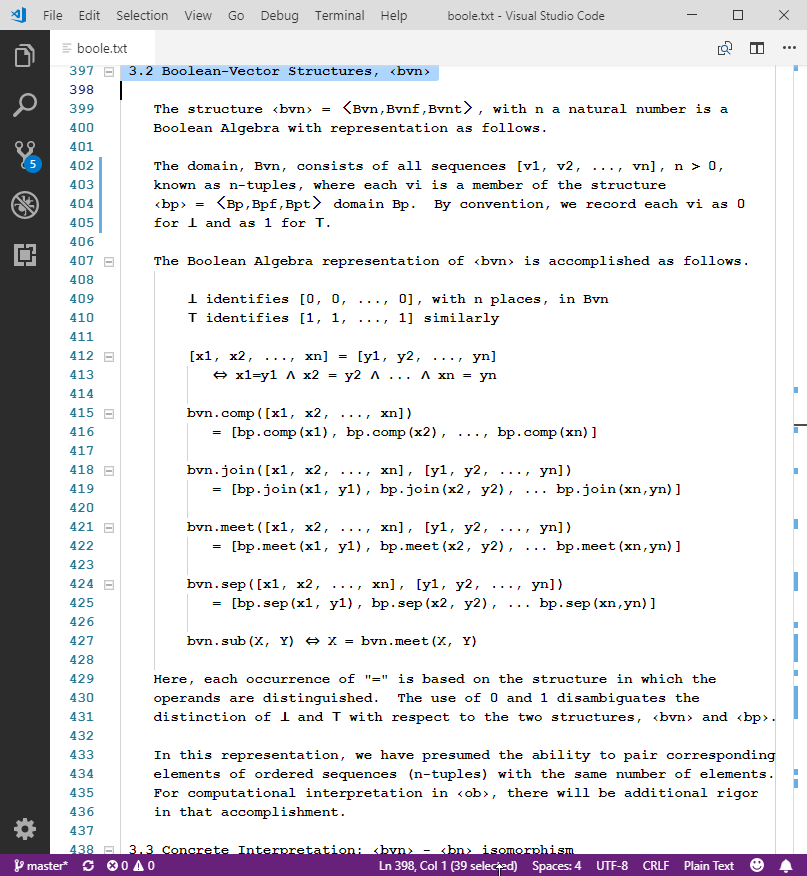 File Edit Selection View Go Debug Terminal Help boole.txt - Visual Studio Code
boole.txt
397 3.2 Boolean-Vector Structures, ‹bvn›
398
399 The structure ‹bvn› = 〈Bvn,Bvnf,Bvnt〉, with n a natural number is a
400 Boolean Algebra with representation as follows.
401
402 The domain, Bvn, consists of all sequences [v1, v2, ..., vn], n > 0,
403 known as n-tuples, where each vi is a member of the structure
404 ‹bp› = 〈Bp,Bpf,Bpt〉 domain Bp.  By convention, we record each vi as 0
405 for ⊥ and as 1 for ⊤.
406
407 The Boolean Algebra representation of ‹bvn› is accomplished as follows.
408
409 ⊥ identifies [0, 0, ..., 0], with n places, in Bvn
410 ⊤ identifies [1, 1, ..., 1] similarly
411
412 [x1, x2, ..., xn] = [y1, y2, ..., yn]
413 ⇔ x1=y1 ∧ x2 = y2 ∧ ... ∧ xn = yn
414
415 bvn.comp([x1, x2, ..., xn])
416 = [bp.comp(x1), bp.comp(x2), ..., bp.comp(xn)]
417
418 bvn.join([x1, x2, ..., xn], [y1, y2, ..., yn])
419 = [bp.join(x1, y1), bp.join(x2, y2), ... bp.join(xn,yn)]
420
421 bvn.meet([x1, x2, ..., xn], [y1, y2, ..., yn])
422 = [bp.meet(x1, y1), bp.meet(x2, y2), ... bp.meet(xn,yn)]
423
424 bvn.sep([x1, x2, ..., xn], [y1, y2, ..., yn])
425 = [bp.sep(x1, y1), bp.sep(x2, y2), ... bp.sep(xn,yn)]
426
427 bvn.sub(X, Y) ⇔ X = bvn.meet(X, Y)
428
429 Here, each occurrence of "=" is based on the structure in which the
430 operands are distinguished.  The use of 0 and 1 disambiguates the
431 distinction of ⊥ and ⊤ with respect to the two structures, ‹bvn› and ‹bp›.
432
433 In this representation, we have presumed the ability to pair corresponding
434 elements of ordered sequences (n-tuples) with the same number of elements.
435 For computational interpretation in ‹ob›, there will be additional rigor
436 in that accomplishment.
437
438 3.3 Concrete Interpretation: ‹bvn› - ‹bn› isomorphism
5
master* 0 0 Ln 398, Col 1 (39 selected) Spaces: 4 UTF-8 CRLF Plain Text